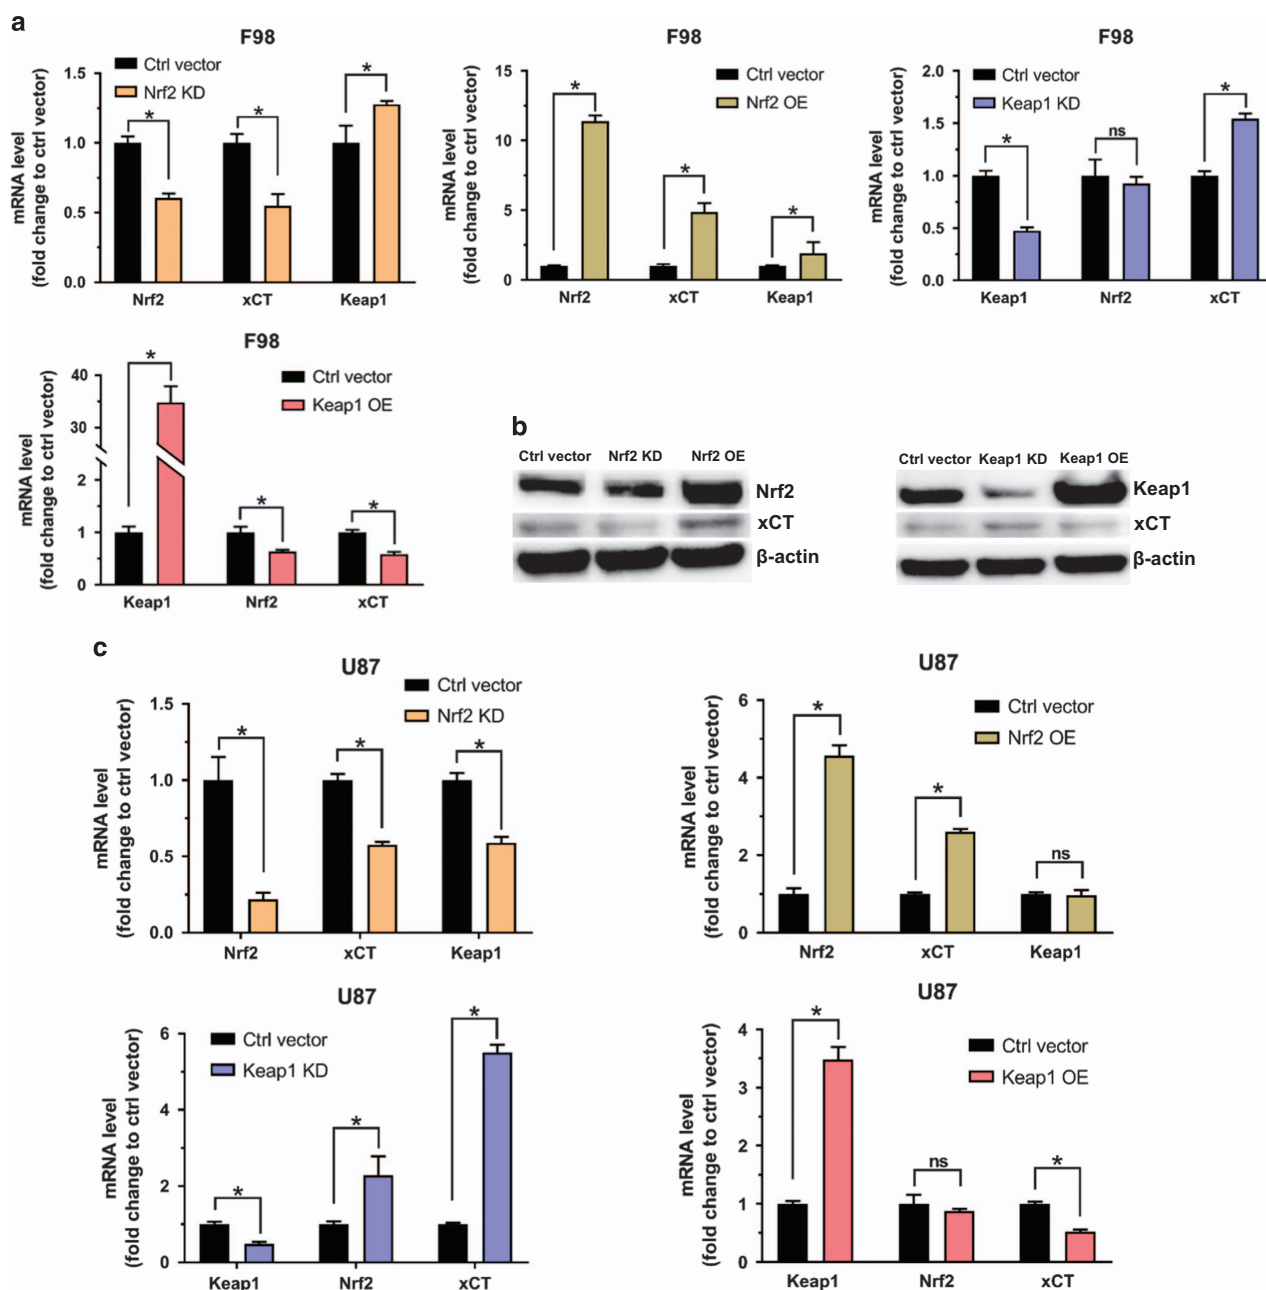 a
F98
Ctrl vector
Nrf2 KD
mRNA level
(fold change to ctrl vector)
1.5
1.0
0.5
0.0
*
*
*
Nrf2 xCT Keap1
F98
Ctrl vector
Nrf2 OE
mRNA level
(fold change to ctrl vector)
15
10
5
0
*
*
*
Nrf2 xCT Keap1
F98
Ctrl vector
Keap1 KD
mRNA level
(fold change to ctrl vector)
2.0
1.5
1.0
0.5
0.0
*
ns
*
Keap1 Nrf2 xCT
F98
Ctrl vector
Keap1 OE
mRNA level
(fold change to ctrl vector)
40
30
2
1
0
*
*
*
Keap1 Nrf2 xCT
b
Ctrl vector Nrf2 KD Nrf2 OE
Nrf2
xCT
β-actin
Ctrl vector Keap1 KD Keap1 OE
Keap1
xCT
β-actin
c
U87
Ctrl vector
Nrf2 KD
mRNA level
(fold change to ctrl vector)
1.5
1.0
0.5
0.0
*
*
*
Nrf2 xCT Keap1
U87
Ctrl vector
Nrf2 OE
mRNA level
(fold change to ctrl vector)
6
4
2
0
*
*
ns
Nrf2 xCT Keap1
U87
Ctrl vector
Keap1 KD
mRNA level
(fold change to ctrl vector)
6
4
2
0
*
*
*
Keap1 Nrf2 xCT
U87
Ctrl vector
Keap1 OE
mRNA level
(fold change to ctrl vector)
4
3
2
1
0
*
ns
*
Keap1 Nrf2 xCT